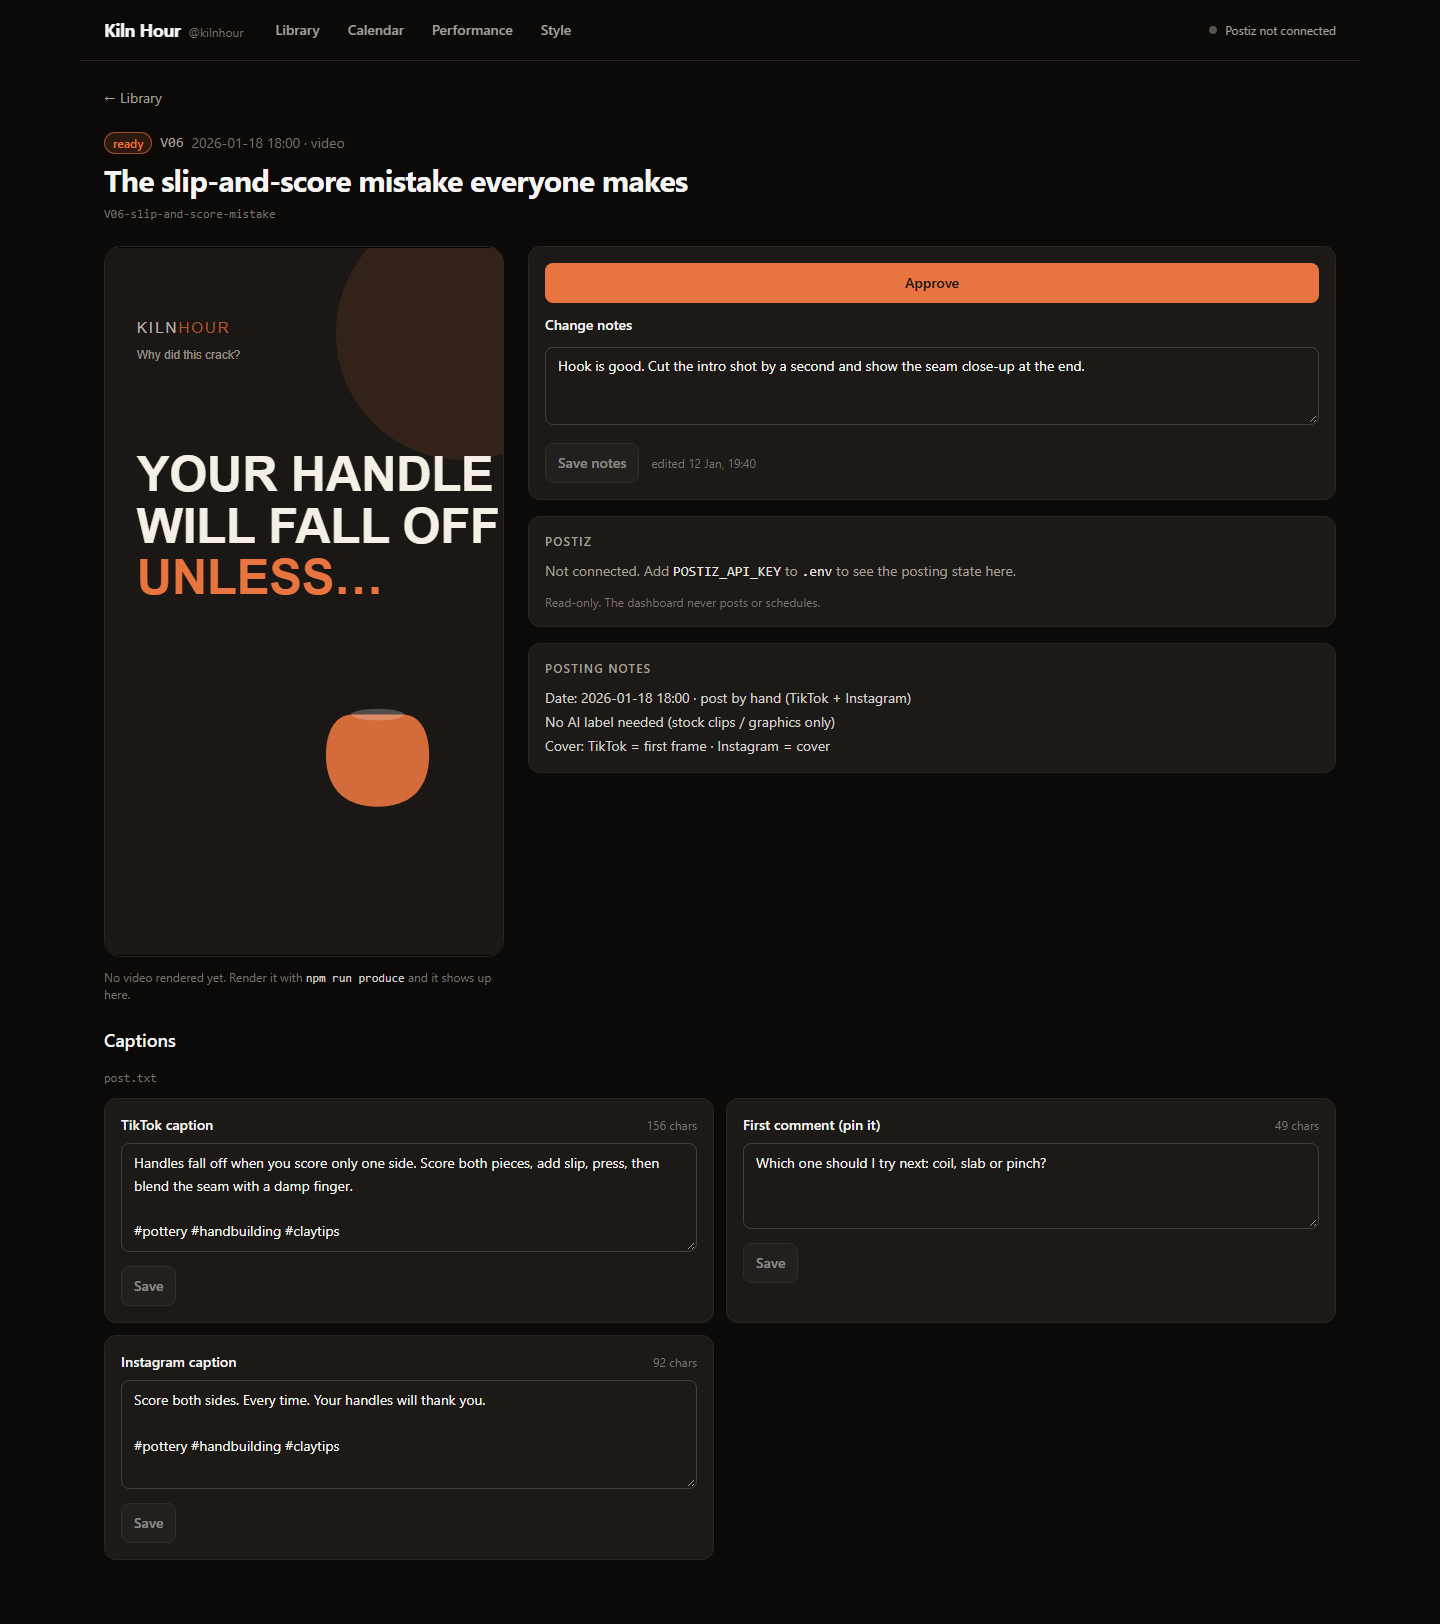 Kiln Hour @kilnhour Library Calendar Performance Style Postiz not connected
← Library
ready V06 2026-01-18 18:00 · video
The slip-and-score mistake everyone makes
V06-slip-and-score-mistake
KILNHOUR
Why did this crack?
YOUR HANDLE
WILL FALL OFF
UNLESS…
No video rendered yet. Render it with npm run produce and it shows up
here.
Approve
Change notes
Hook is good. Cut the intro shot by a second and show the seam close-up at the end.
Save notes edited 12 Jan, 19:40
POSTIZ
Not connected. Add POSTIZ_API_KEY to .env to see the posting state here.
Read-only. The dashboard never posts or schedules.
POSTING NOTES
Date: 2026-01-18 18:00 · post by hand (TikTok + Instagram)
No AI label needed (stock clips / graphics only)
Cover: TikTok = first frame · Instagram = cover
Captions
post.txt
TikTok caption 156 chars
Handles fall off when you score only one side. Score both pieces, add slip, press, then
blend the seam with a damp finger.
#pottery #handbuilding #claytips
Save
First comment (pin it) 49 chars
Which one should I try next: coil, slab or pinch?
Save
Instagram caption 92 chars
Score both sides. Every time. Your handles will thank you.
#pottery #handbuilding #claytips
Save